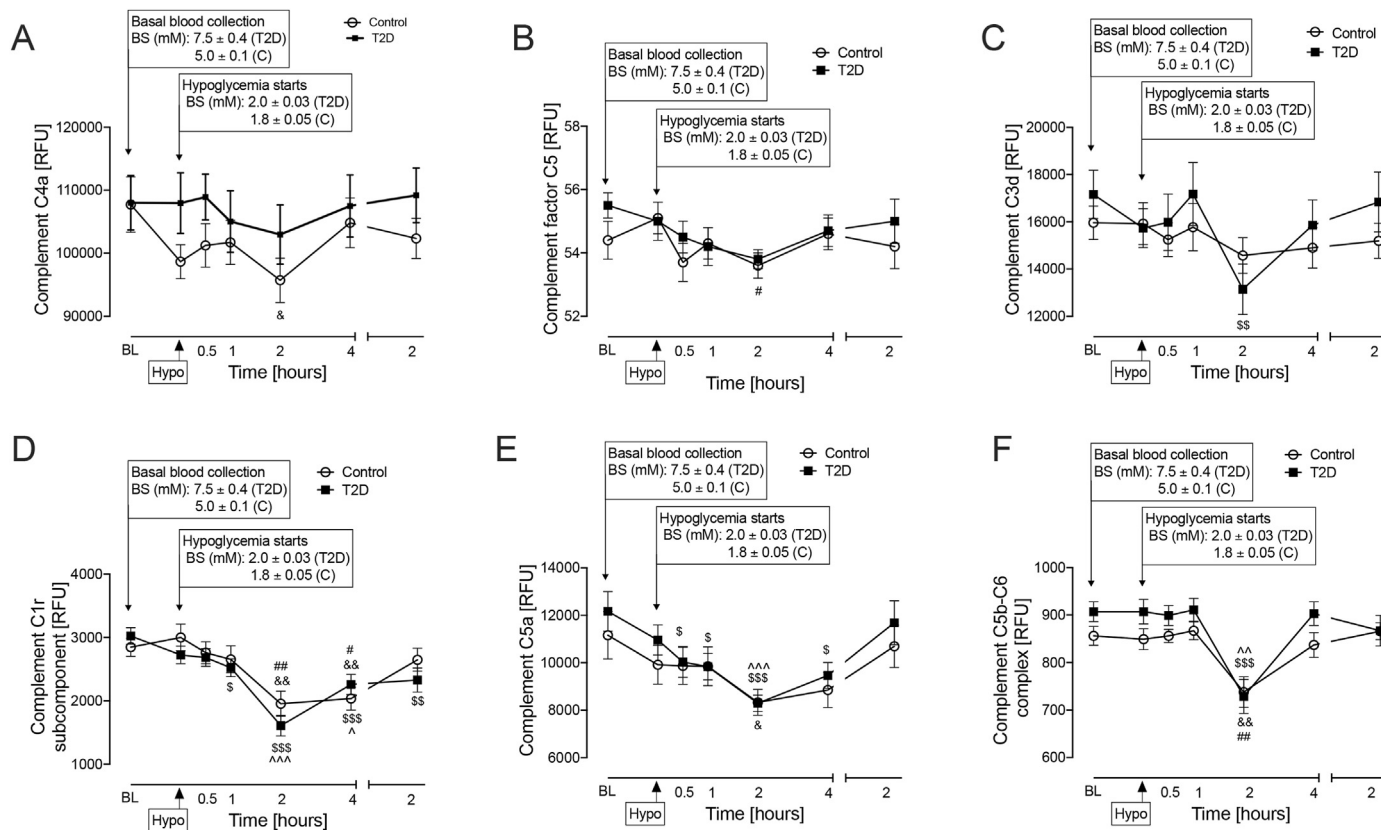 A
Basal blood collection
BS (mM): 7.5 ± 0.4 (T2D)
5.0 ± 0.1 (C)
Hypoglycemia starts
BS (mM): 2.0 ± 0.03 (T2D)
1.8 ± 0.05 (C)
Control
T2D
Complement C4a [RFU]
120000
110000
100000
90000
&
BL 0.5 1 2 4 2
Hypo
Time [hours]
B
Basal blood collection
BS (mM): 7.5 ± 0.4 (T2D)
5.0 ± 0.1 (C)
Hypoglycemia starts
BS (mM): 2.0 ± 0.03 (T2D)
1.8 ± 0.05 (C)
Control
T2D
Complement factor C5 [RFU]
58
56
54
52
#
BL 0.5 1 2 4 2
Hypo
Time [hours]
C
Basal blood collection
BS (mM): 7.5 ± 0.4 (T2D)
5.0 ± 0.1 (C)
Hypoglycemia starts
BS (mM): 2.0 ± 0.03 (T2D)
1.8 ± 0.05 (C)
Control
T2D
Complement C3d [RFU]
20000
18000
16000
14000
12000
$$
BL 0.5 1 2 4 2
Hypo
Time [hours]
D
Basal blood collection
BS (mM): 7.5 ± 0.4 (T2D)
5.0 ± 0.1 (C)
Hypoglycemia starts
BS (mM): 2.0 ± 0.03 (T2D)
1.8 ± 0.05 (C)
Control
T2D
Complement C1r
subcomponent [RFU]
4000
3000
2000
1000
$
##
&&
$$$
^^^
#
&&
$$$
^
$$
BL 0.5 1 2 4 2
Hypo
Time [hours]
E
Basal blood collection
BS (mM): 7.5 ± 0.4 (T2D)
5.0 ± 0.1 (C)
Hypoglycemia starts
BS (mM): 2.0 ± 0.03 (T2D)
1.8 ± 0.05 (C)
Control
T2D
Complement C5a [RFU]
14000
12000
10000
8000
6000
$
$
^^^
$$$
&
$
BL 0.5 1 2 4 2
Hypo
Time [hours]
F
Basal blood collection
BS (mM): 7.5 ± 0.4 (T2D)
5.0 ± 0.1 (C)
Hypoglycemia starts
BS (mM): 2.0 ± 0.03 (T2D)
1.8 ± 0.05 (C)
Control
T2D
Complement C5b-C6
complex [RFU]
1000
900
800
700
600
^^
$$$
&&
##
BL 0.5 1 2 4 2
Hypo
Time [hours]